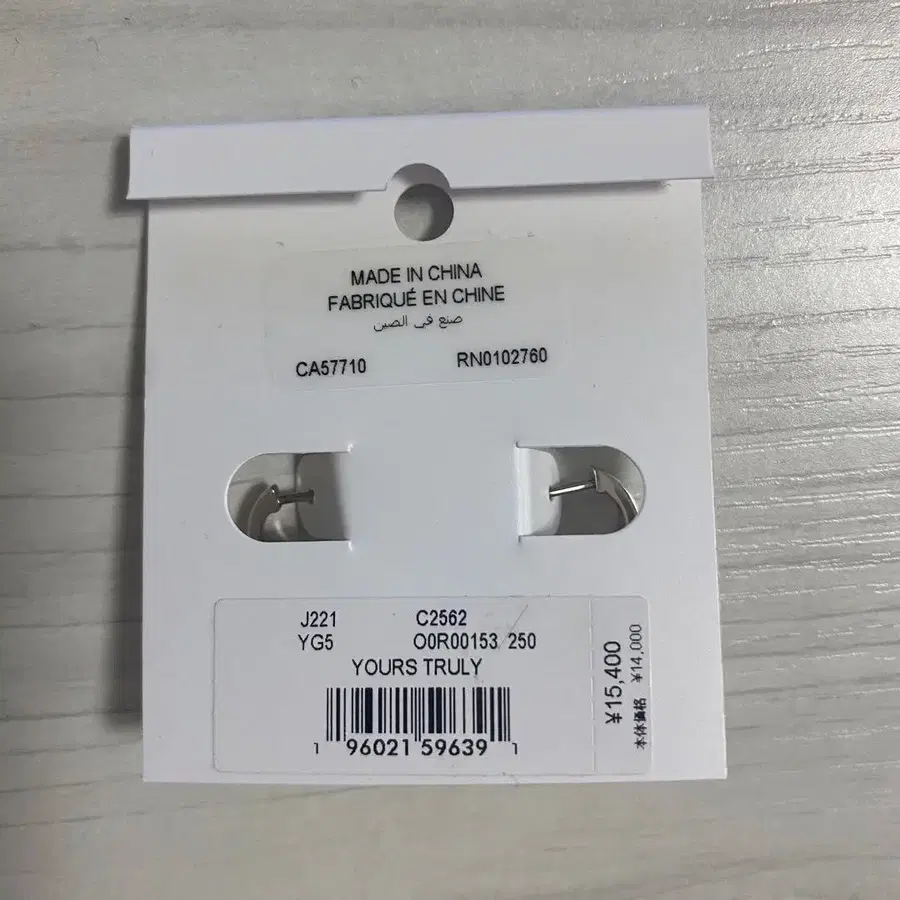 MADE IN CHINA
FABRIQUÉ EN CHINE
صنع في الصين
CA57710 RN0102760
J221 C2562
YG5 O0R00153 250
YOURS TRULY
1 96021 59639 1
¥15,400
本体価格 ¥14,000